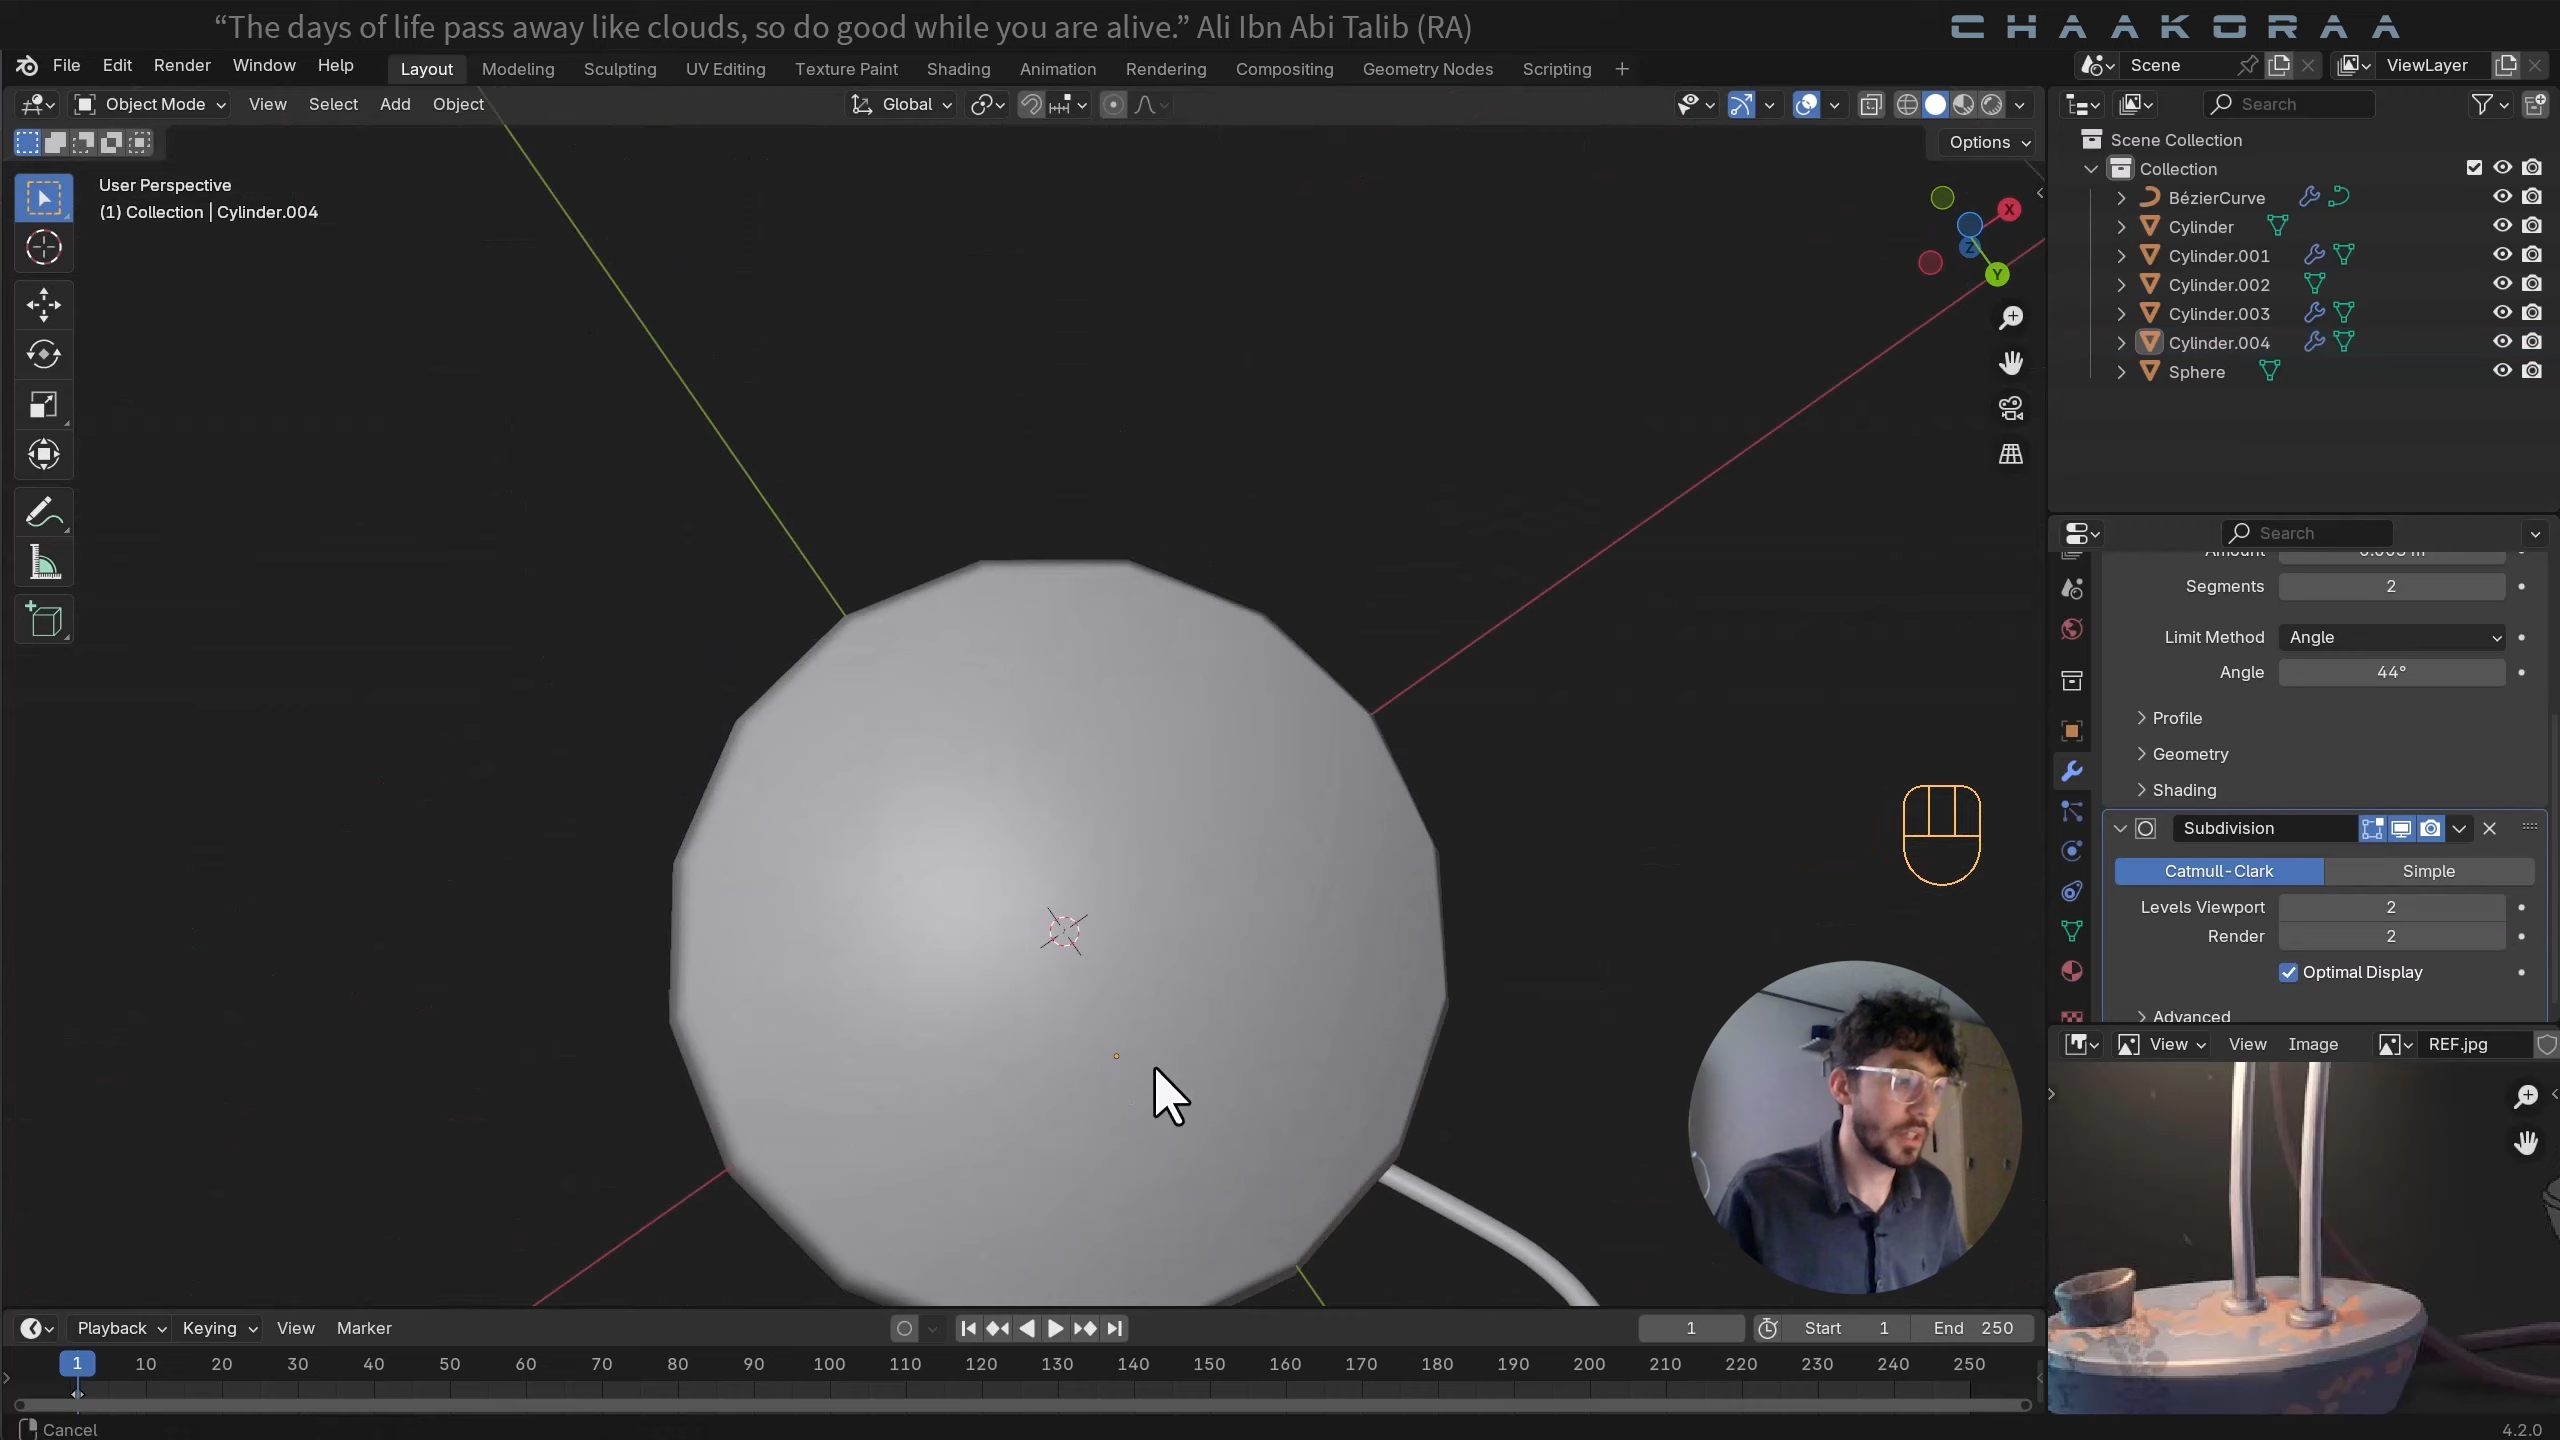 “The days of life pass away like clouds, so do good while you are alive.” Ali Ibn Abi Talib (RA)
CHAAKORAA
File Edit Render Window Help
Layout Modeling Sculpting UV Editing Texture Paint Shading Animation Rendering Compositing Geometry Nodes Scripting
Scene
ViewLayer
Object Mode View Select Add Object
Global
Search
Options
User Perspective
(1) Collection | Cylinder.004
X
Z
Y
Scene Collection
Collection
BézierCurve
Cylinder
Cylinder.001
Cylinder.002
Cylinder.003
Cylinder.004
Sphere
Search
Segments 2
Limit Method Angle
Angle 44°
Profile
Geometry
Shading
Subdivision
Catmull-Clark Simple
Levels Viewport 2
Render 2
Optimal Display
Advanced
View View Image REF.jpg
Playback Keying View Marker
1 Start 1 End 250
1 10 20 30 40 50 60 70 80 90 100 110 120 130 140 150 160 170 180 190 200 210 220 230 240 250
Cancel
4.2.0